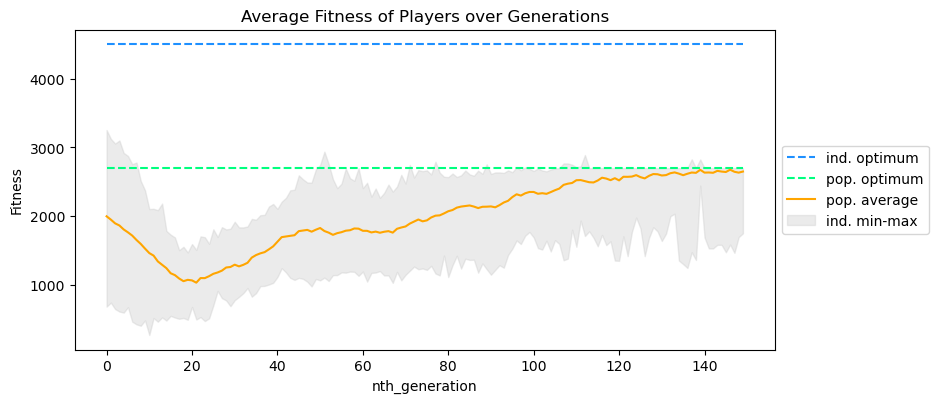 Average Fitness of Players over Generations
Fitness
4000
3000
2000
1000
0
20
40
60
80
100
120
140
nth_generation
ind. optimum
pop. optimum
pop. average
ind. min-max